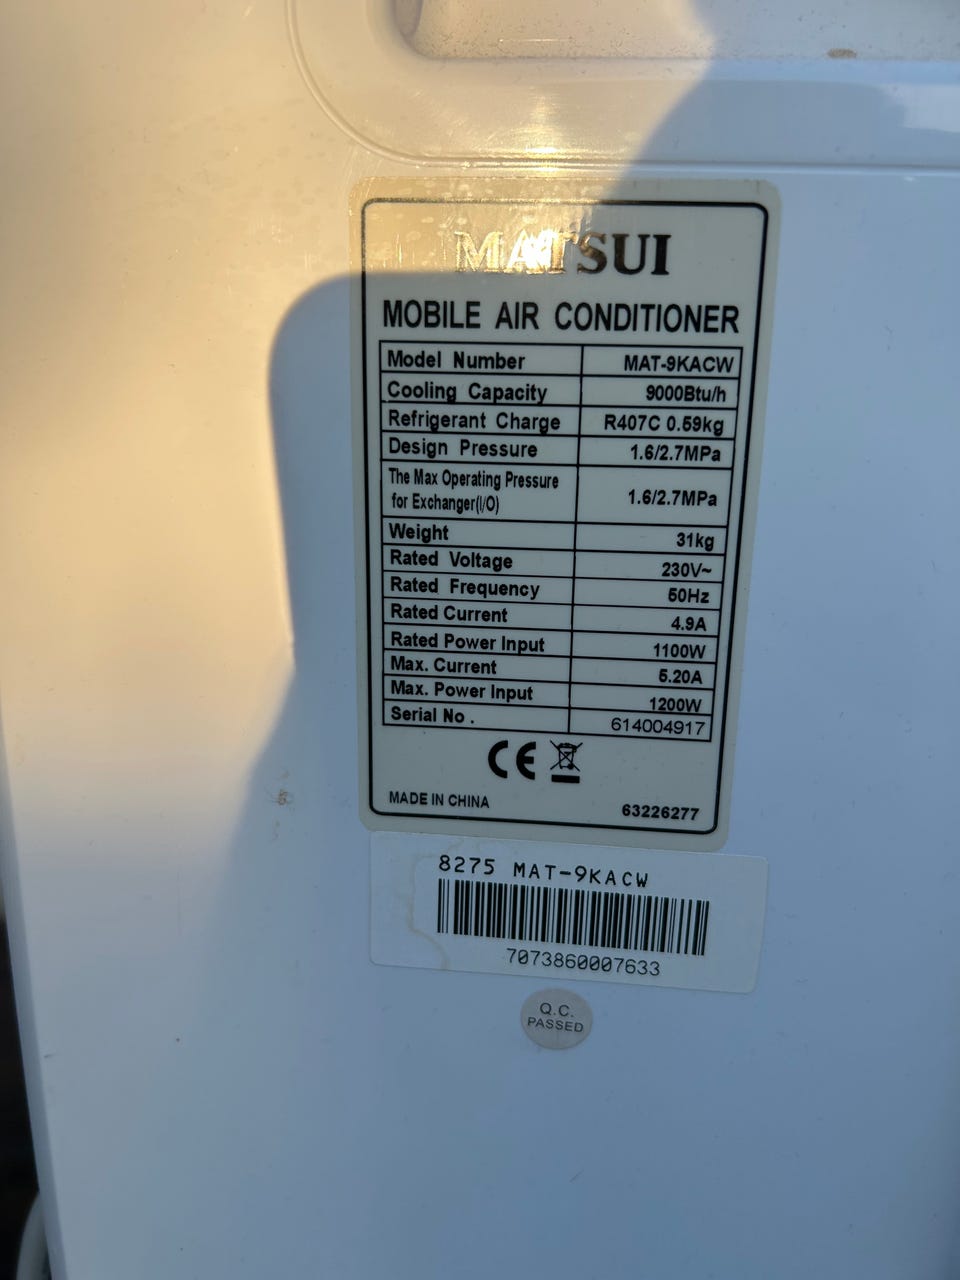 MATSUI
MOBILE AIR CONDITIONER
Model Number MAT-9KACW
Cooling Capacity 9000Btu/h
Refrigerant Charge R407C 0.59kg
Design Pressure 1.6/2.7MPa
The Max Operating Pressure
for Exchanger(I/O) 1.6/2.7MPa
Weight 31kg
Rated Voltage 230V~
Rated Frequency 50Hz
Rated Current 4.9A
Rated Power Input 1100W
Max. Current 5.20A
Max. Power Input 1200W
Serial No. 614004917
CE
MADE IN CHINA 63226277
8275 MAT-9KACW
7073860007633
Q.C.
PASSED